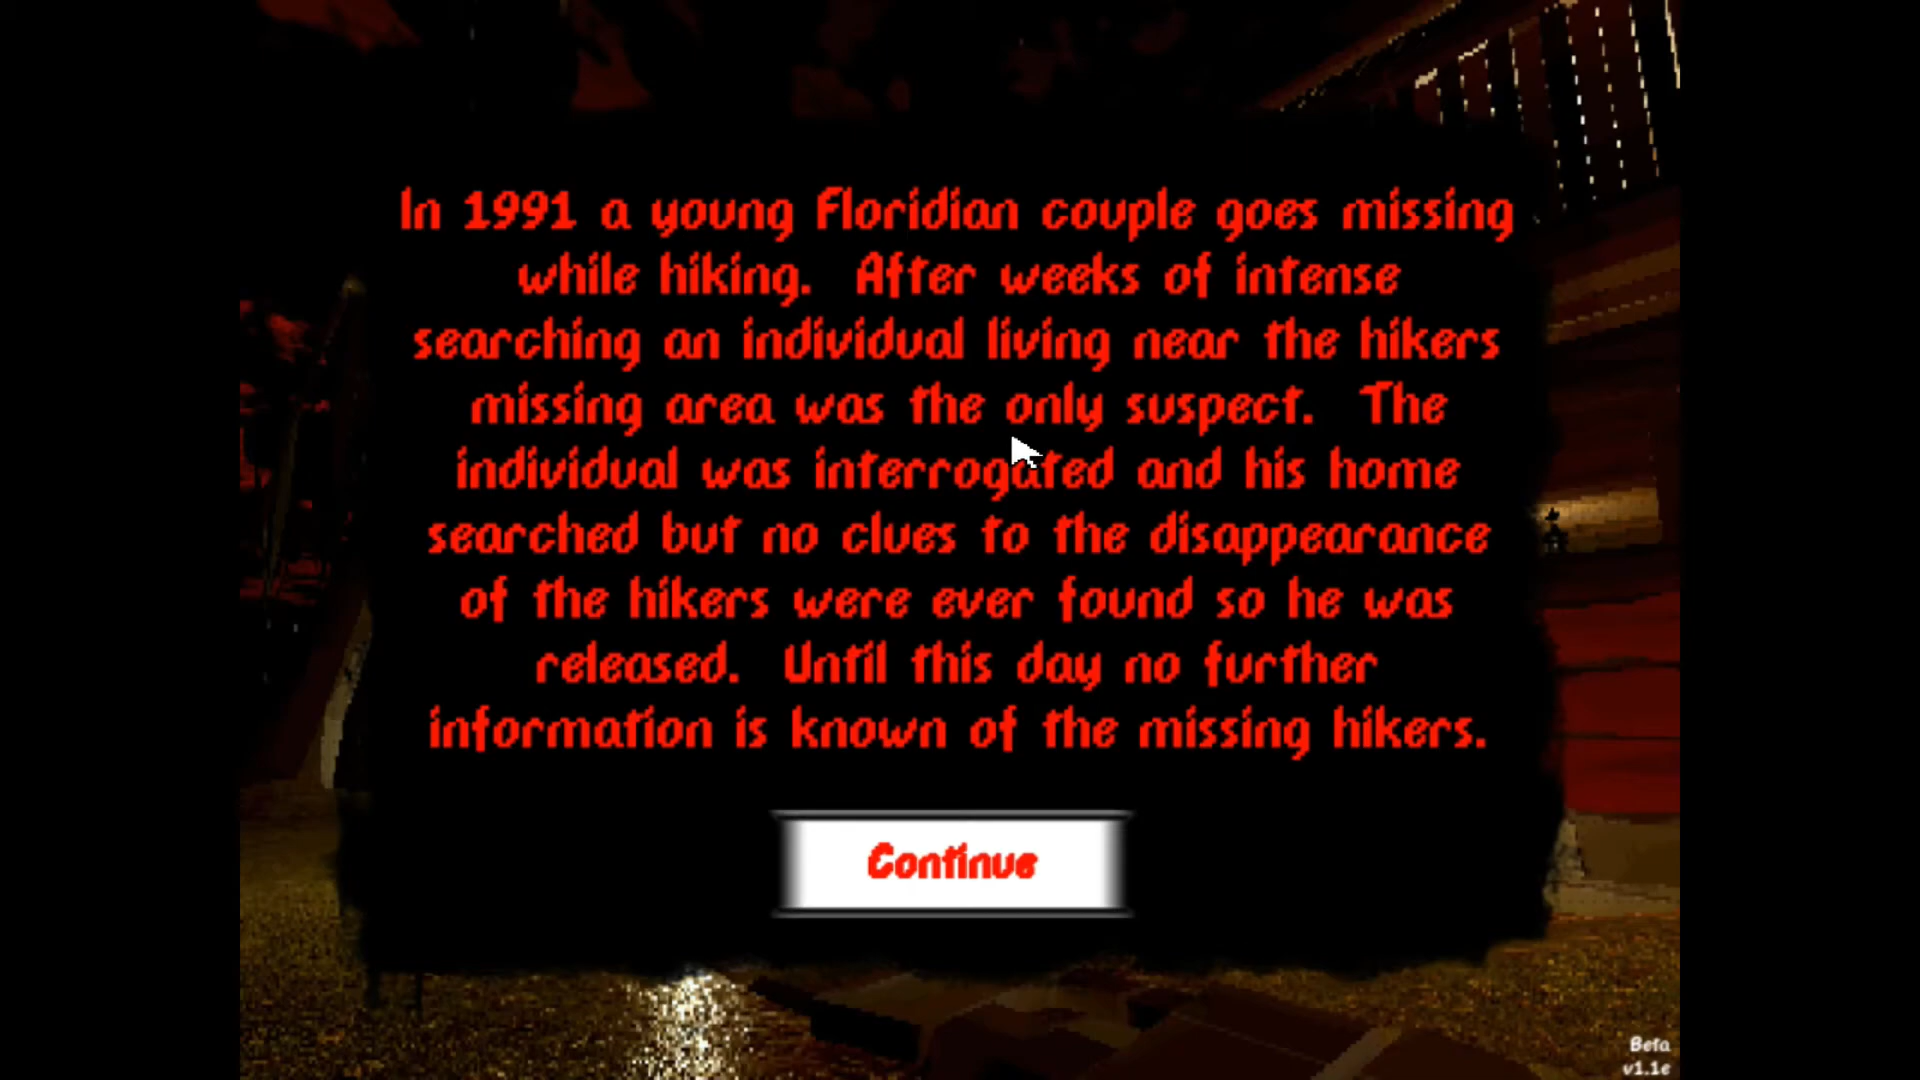 In 1991 a young Floridian couple goes missing
while hiking.  After weeks of intense
searching an individual living near the hikers
missing area was the only suspect.  The
individual was interrogated and his home
searched but no clues to the disappearance
of the hikers were ever found so he was
released.  Until this day no further
information is known of the missing hikers.
Continue
Beta
v1.1e